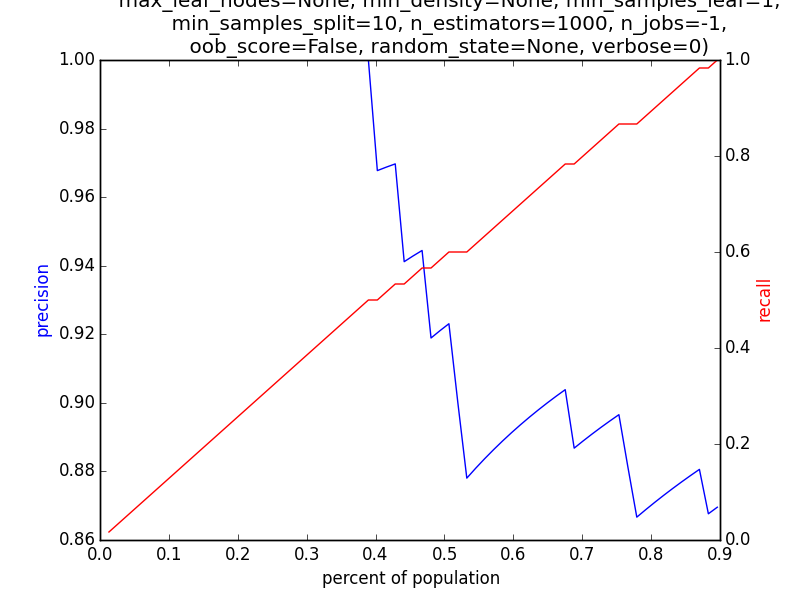 max_leaf_nodes=None, min_density=None, min_samples_leaf=1,
min_samples_split=10, n_estimators=1000, n_jobs=-1,
oob_score=False, random_state=None, verbose=0)
1.00
0.98
0.96
0.94
0.92
0.90
0.88
0.86
precision
1.0
0.8
0.6
0.4
0.2
0.0
recall
0.0 0.1 0.2 0.3 0.4 0.5 0.6 0.7 0.8 0.9
percent of population